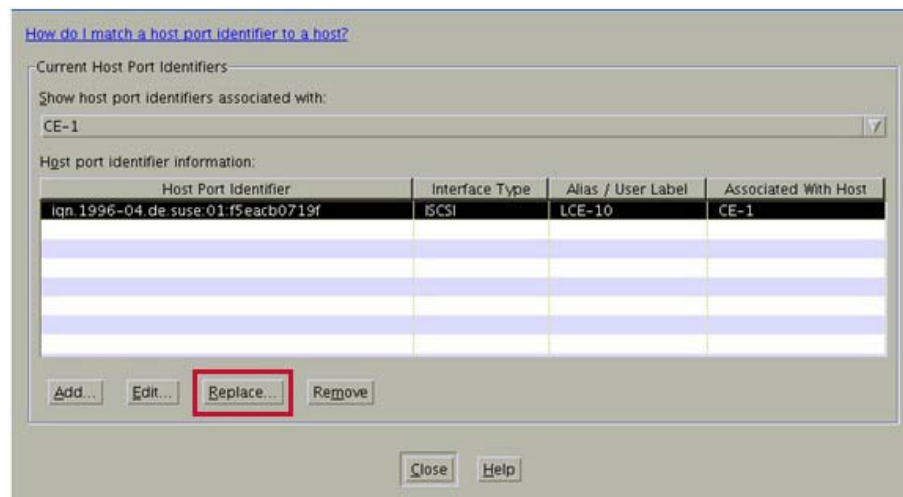 How do I match a host port identifier to a host?
Current Host Port Identifiers
Show host port identifiers associated with:
CE-1
Host port identifier information:
Host Port Identifier Interface Type Alias / User Label Associated With Host
iqn.1996-04.de.suse:01:f5eacb0719f ISCSI LCE-10 CE-1
Add... Edit... Replace... Remove
Close Help